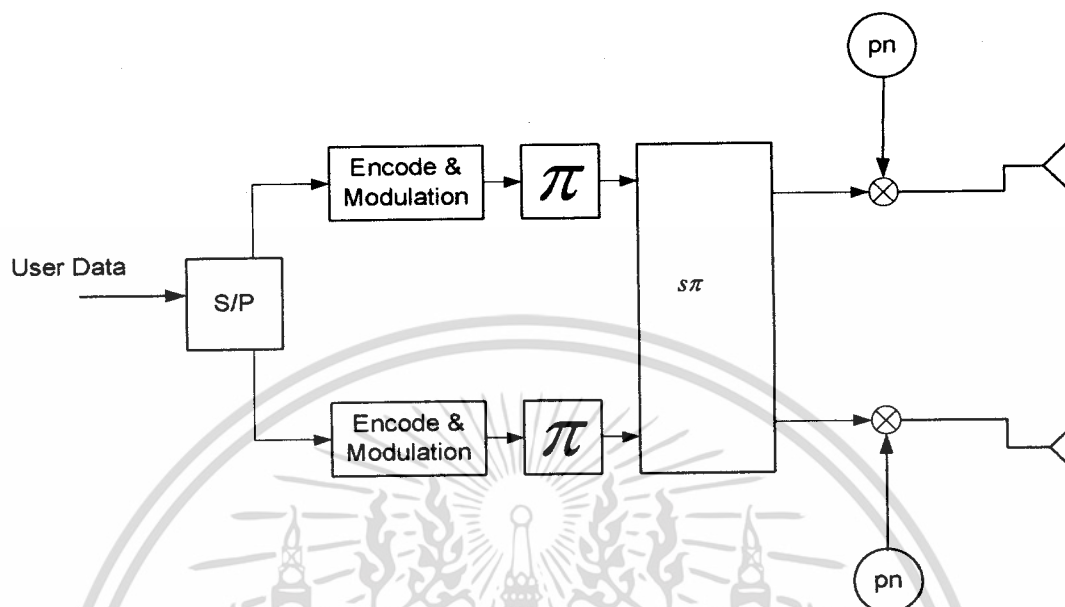 pn
Encode &
Modulation
π
User Data
S/P
sπ
Encode &
Modulation
π
pn